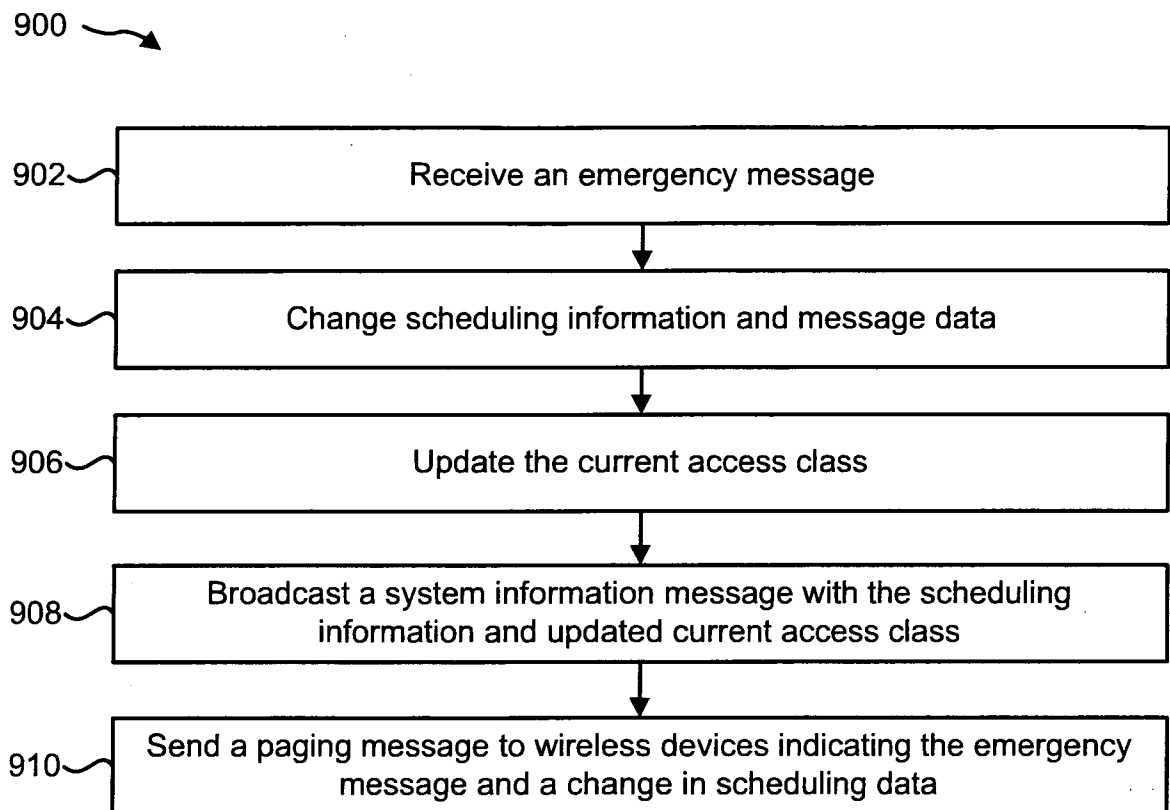 900
902
Receive an emergency message
904
Change scheduling information and message data
906
Update the current access class
908
Broadcast a system information message with the scheduling
information and updated current access class
910
Send a paging message to wireless devices indicating the emergency
message and a change in scheduling data